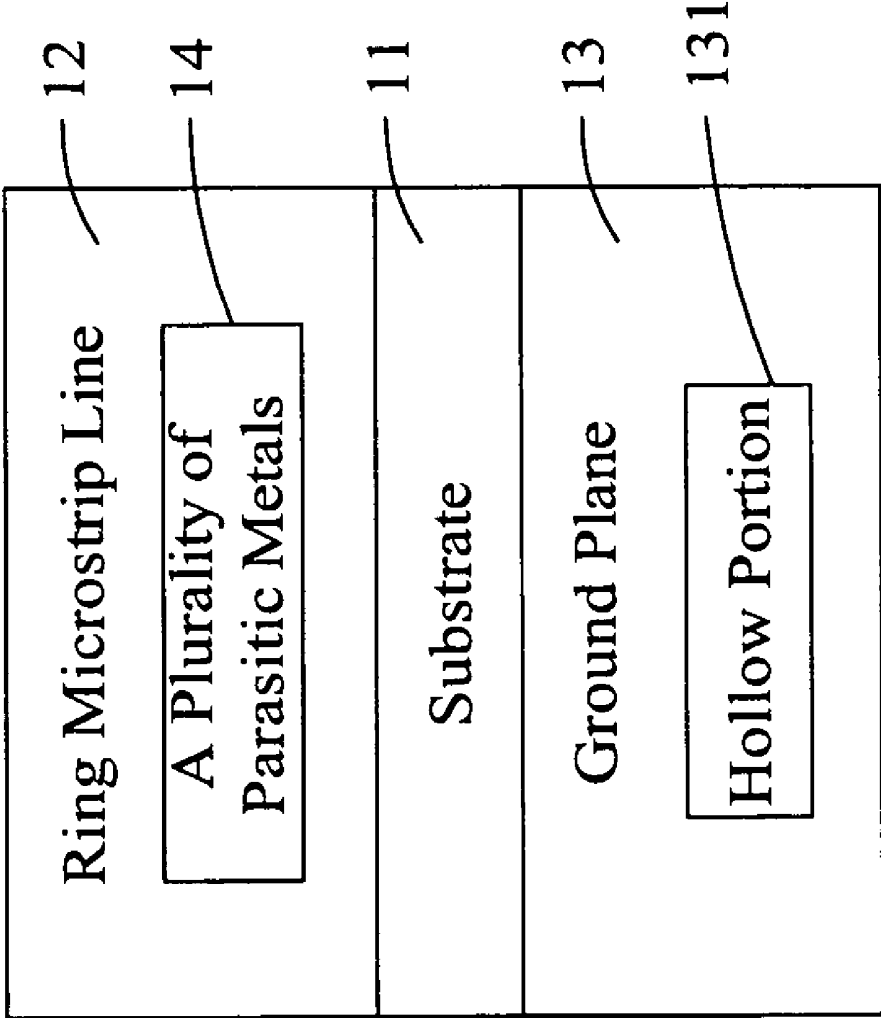 Ring Microstrip Line
12
A Plurality of
Parasitic Metals
14
Substrate
11
Ground Plane
13
Hollow Portion
131